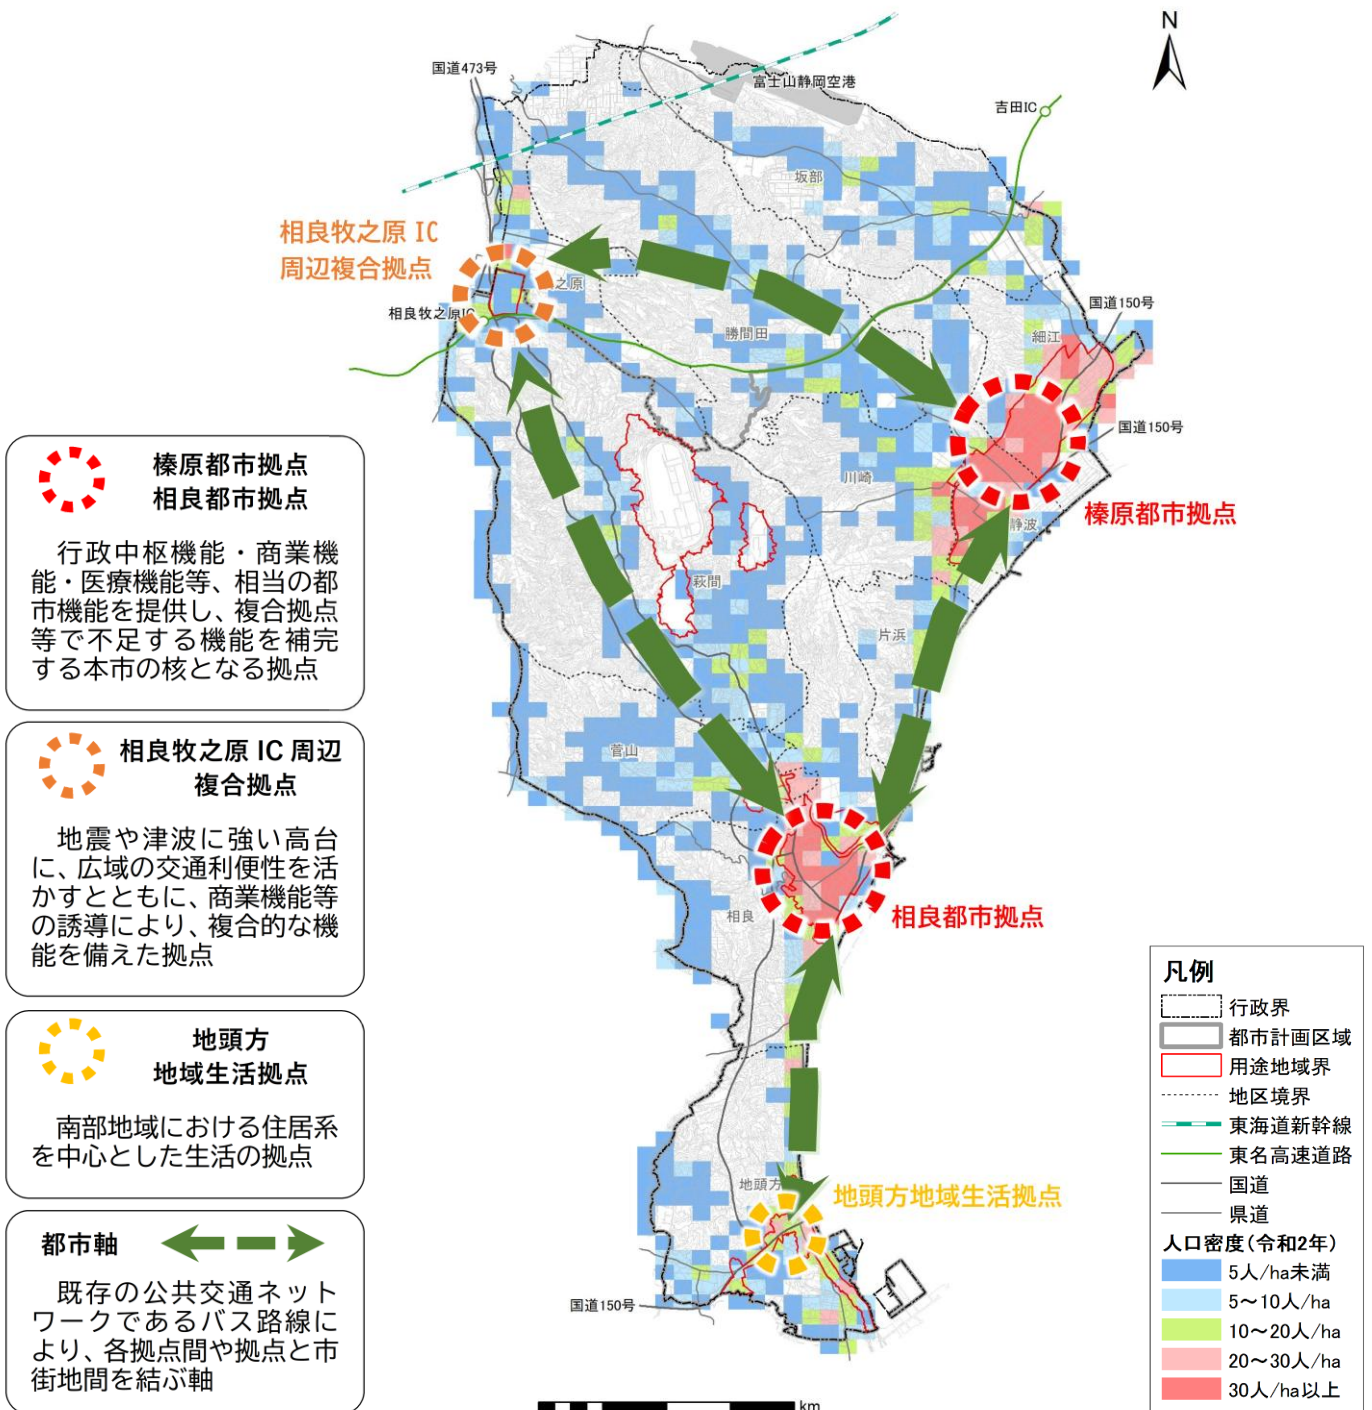 N
国道473号
富士山静岡空港
吉田IC
坂部
相良牧之原 IC
周辺複合拠点
之原
相良牧之原IC
国道150号
勝間田
細江
国道150号
川崎
榛原都市拠点
静波
萩間
片浜
菅山
相良
相良都市拠点
地頭方
地頭方地域生活拠点
国道150号
km
榛原都市拠点
相良都市拠点
行政中枢機能・商業機
能・医療機能等、相当の都
市機能を提供し、複合拠点
等で不足する機能を補完
する本市の核となる拠点
相良牧之原 IC 周辺
複合拠点
地震や津波に強い高台
に、広域の交通利便性を活
かすとともに、商業機能等
の誘導により、複合的な機
能を備えた拠点
地頭方
地域生活拠点
南部地域における住居系
を中心とした生活の拠点
都市軸
既存の公共交通ネット
ワークであるバス路線に
より、各拠点間や拠点と市
街地間を結ぶ軸
凡例
行政界
都市計画区域
用途地域界
地区境界
東海道新幹線
東名高速道路
国道
県道
人口密度(令和2年)
5人/ha未満
5～10人/ha
10～20人/ha
20～30人/ha
30人/ha以上